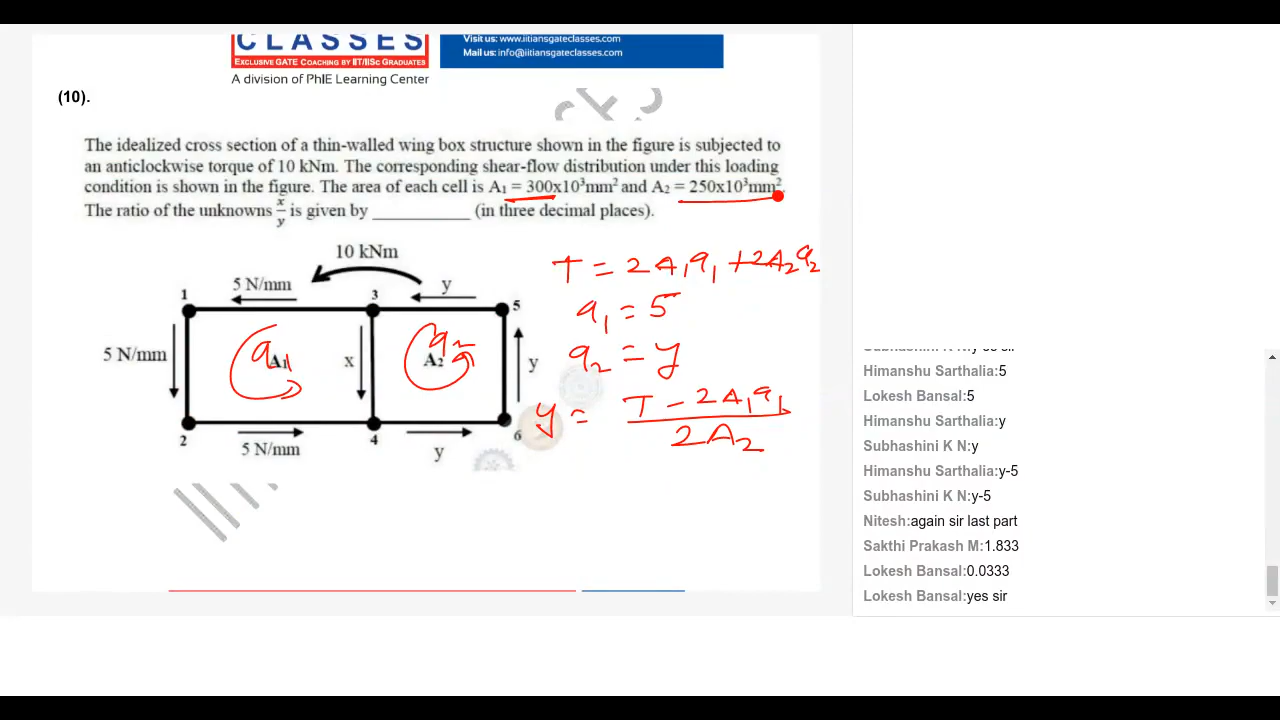 CLASSES
EXCLUSIVE GATE COACHING BY IIT/IISc GRADUATES
A division of PhIE Learning Center
Visit us: www.iitiansgateclasses.com
Mail us: info@iitiansgateclasses.com
(10).
The idealized cross section of a thin-walled wing box structure shown in the figure is subjected to
an anticlockwise torque of 10 kNm. The corresponding shear-flow distribution under this loading
condition is shown in the figure. The area of each cell is A₁ = 300x10³mm² and A₂ = 250x10³mm².
The ratio of the unknowns x/y is given by _________ (in three decimal places).
10 kNm
5 N/mm
y
1
3
5
5 N/mm
q₁
A₁
x
q₂
A₂
y
2
4
6
5 N/mm
y
T = 2A₁q₁ + 2A₂q₂
q₁ = 5
q₂ = y
y = T - 2A₁q₁
2A₂
Himanshu Sarthalia:5
Lokesh Bansal:5
Himanshu Sarthalia:y
Subhashini K N:y
Himanshu Sarthalia:y-5
Subhashini K N:y-5
Nitesh:again sir last part
Sakthi Prakash M:1.833
Lokesh Bansal:0.0333
Lokesh Bansal:yes sir